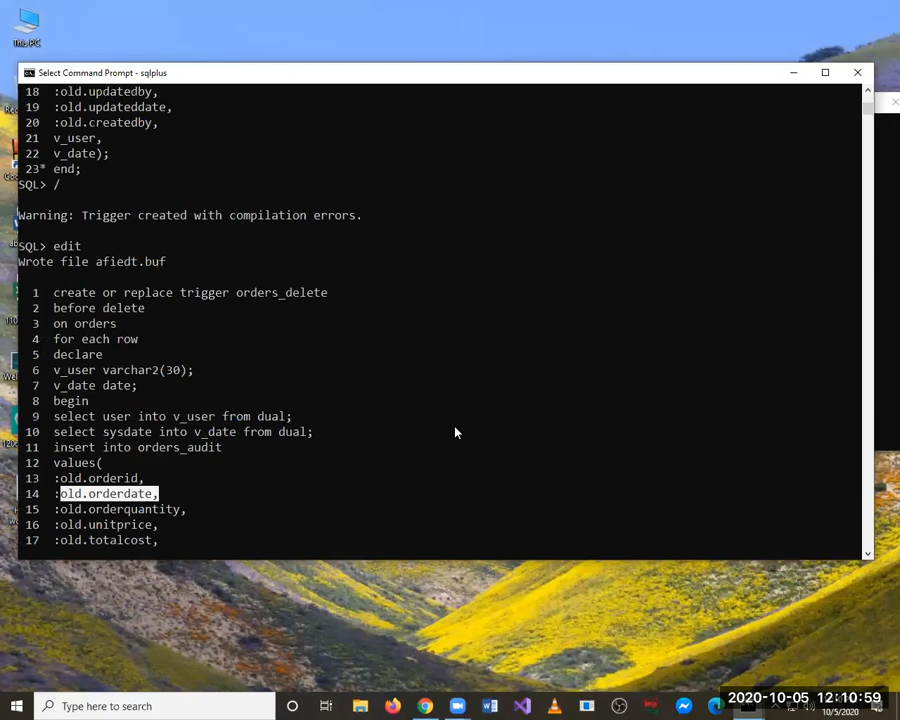 This PC
Select Command Prompt - sqlplus
18 :old.updatedby,
19 :old.updateddate,
20 :old.createdby,
21 v_user,
22 v_date);
23* end;
SQL> /
Warning: Trigger created with compilation errors.
SQL> edit
Wrote file afiedt.buf
1 create or replace trigger orders_delete
2 before delete
3 on orders
4 for each row
5 declare
6 v_user varchar2(30);
7 v_date date;
8 begin
9 select user into v_user from dual;
10 select sysdate into v_date from dual;
11 insert into orders_audit
12 values(
13 :old.orderid,
14 :old.orderdate,
15 :old.orderquantity,
16 :old.unitprice,
17 :old.totalcost,
Type here to search
2020-10-05 12:10:59
10/5/2020